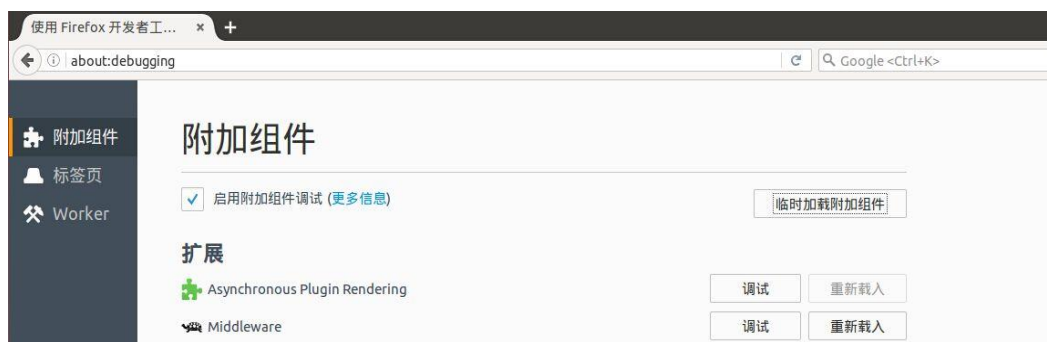 使用 Firefox 开发者工... × +
about:debugging
Google <Ctrl+K>
附加组件
标签页
Worker
附加组件
启用附加组件调试 (更多信息)
临时加载附加组件
扩展
Asynchronous Plugin Rendering 调试 重新载入
Middleware 调试 重新载入